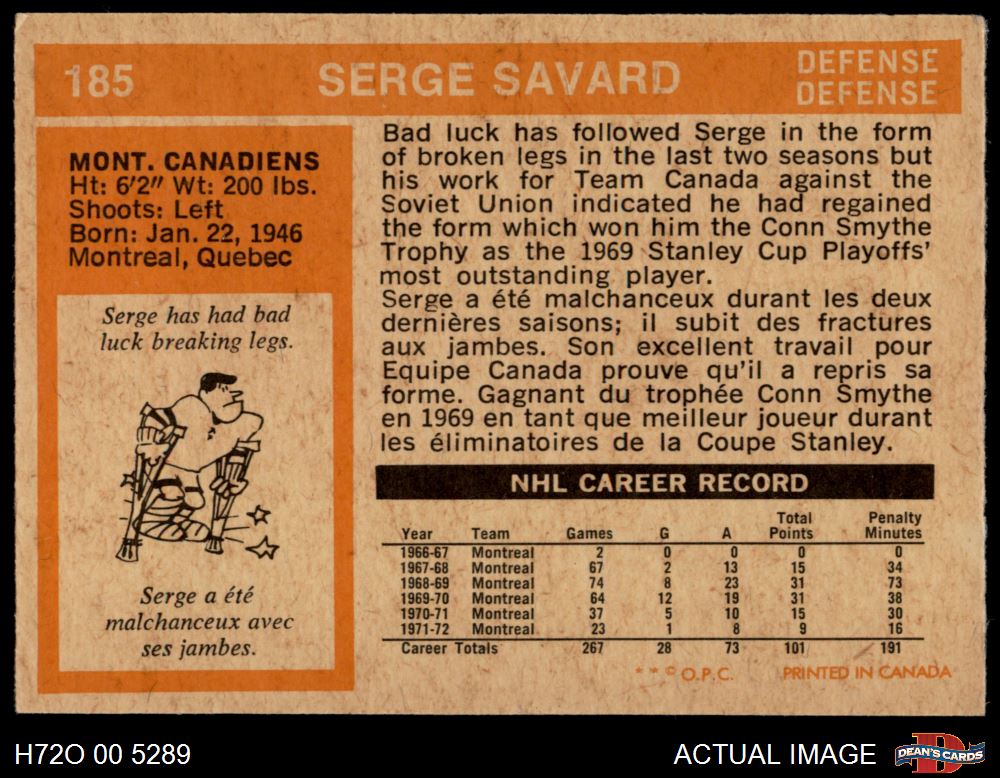 185 SERGE SAVARD DEFENSE
DEFENSE
MONT. CANADIENS
Ht: 6'2" Wt: 200 lbs.
Shoots: Left
Born: Jan. 22, 1946
Montreal, Quebec
Serge has had bad
luck breaking legs.
Serge a été
malchanceux avec
ses jambes.
Bad luck has followed Serge in the form
of broken legs in the last two seasons but
his work for Team Canada against the
Soviet Union indicated he had regained
the form which won him the Conn Smythe
Trophy as the 1969 Stanley Cup Playoffs'
most outstanding player.
Serge a été malchanceux durant les deux
dernières saisons; il subit des fractures
aux jambes. Son excellent travail pour
Equipe Canada prouve qu'il a repris sa
forme. Gagnant du trophée Conn Smythe
en 1969 en tant que meilleur joueur durant
les éliminatoires de la Coupe Stanley.
NHL CAREER RECORD
Year Team Games G A Total Points Penalty Minutes
1966-67 Montreal 2 0 0 0 0
1967-68 Montreal 67 2 13 15 34
1968-69 Montreal 74 8 23 31 73
1969-70 Montreal 64 12 19 31 38
1970-71 Montreal 37 5 10 15 30
1971-72 Montreal 23 1 8 9 16
Career Totals 267 28 73 101 191
* * © O.P.C. PRINTED IN CANADA
H72O 00 5289 ACTUAL IMAGE DEAN'S CARDS